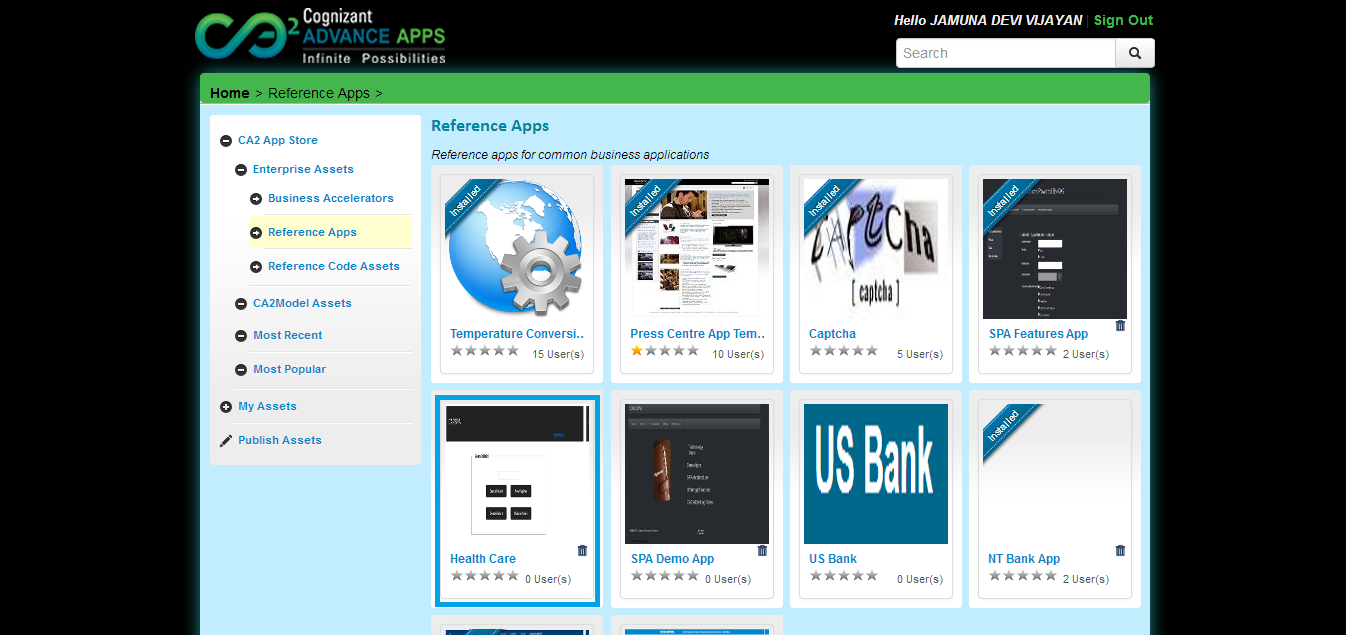 Cognizant
CA2 ADVANCE APPS
Infinite Possibilities
Hello JAMUNA DEVI VIJAYAN | Sign Out
Search
Home > Reference Apps >
CA2 App Store
Enterprise Assets
Business Accelerators
Reference Apps
Reference Code Assets
CA2Model Assets
Most Recent
Most Popular
My Assets
Publish Assets
Reference Apps
Reference apps for common business applications
Installed
Temperature Conversi..
15 User(s)
Installed
Press Centre App Tem..
10 User(s)
Installed
Captcha
[ captcha ]
Captcha
5 User(s)
Installed
SPA Features App
2 User(s)
Health Care
0 User(s)
SPA Demo App
0 User(s)
US Bank
US Bank
0 User(s)
Installed
NT Bank App
2 User(s)